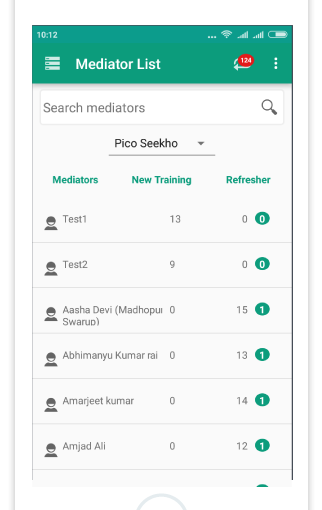 10:12
Mediator List 124
Search mediators
Pico Seekho
Mediators New Training Refresher
Test1 13 0 0
Test2 9 0 0
Aasha Devi (Madhopur 0 15 1
Swarup)
Abhimanyu Kumar rai 0 13 1
Amarjeet kumar 0 14 1
Amjad Ali 0 12 1